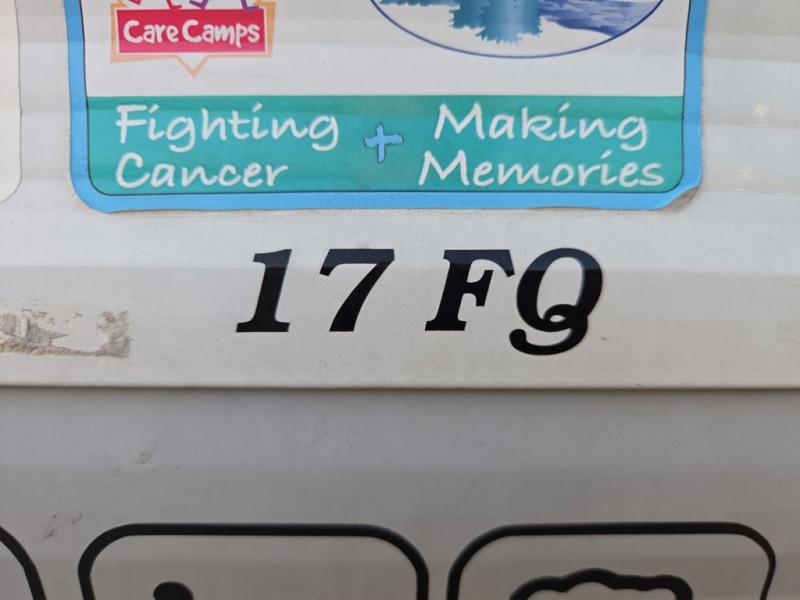 Care Camps
Fighting + Making
Cancer Memories
17 FQ